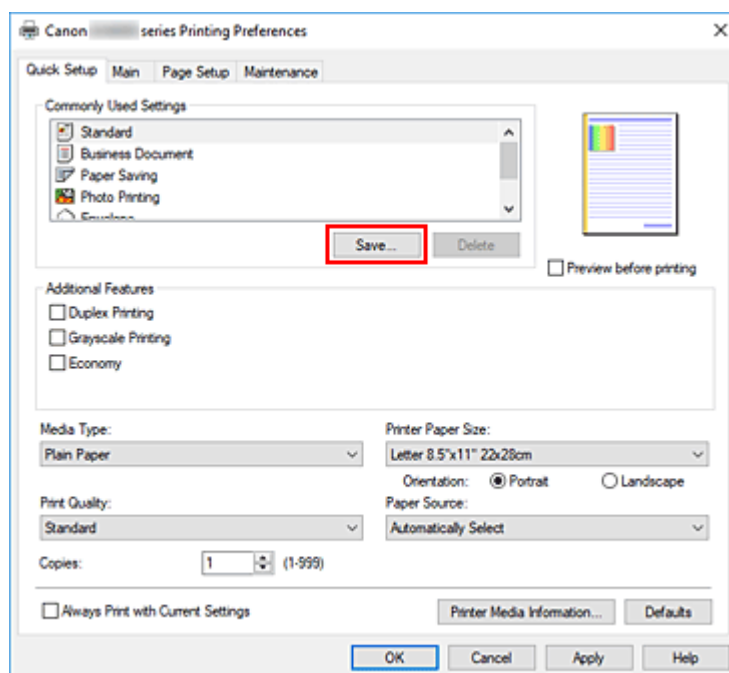 Canon series Printing Preferences
Quick Setup Main Page Setup Maintenance
Commonly Used Settings
Standard
Business Document
Paper Saving
Photo Printing
Envelope
Save... Delete
Preview before printing
Additional Features
Duplex Printing
Grayscale Printing
Economy
Media Type: Printer Paper Size:
Plain Paper Letter 8.5"x11" 22x28cm
Orientation: Portrait Landscape
Print Quality: Paper Source:
Standard Automatically Select
Copies: 1 (1-999)
Always Print with Current Settings Printer Media Information... Defaults
OK Cancel Apply Help